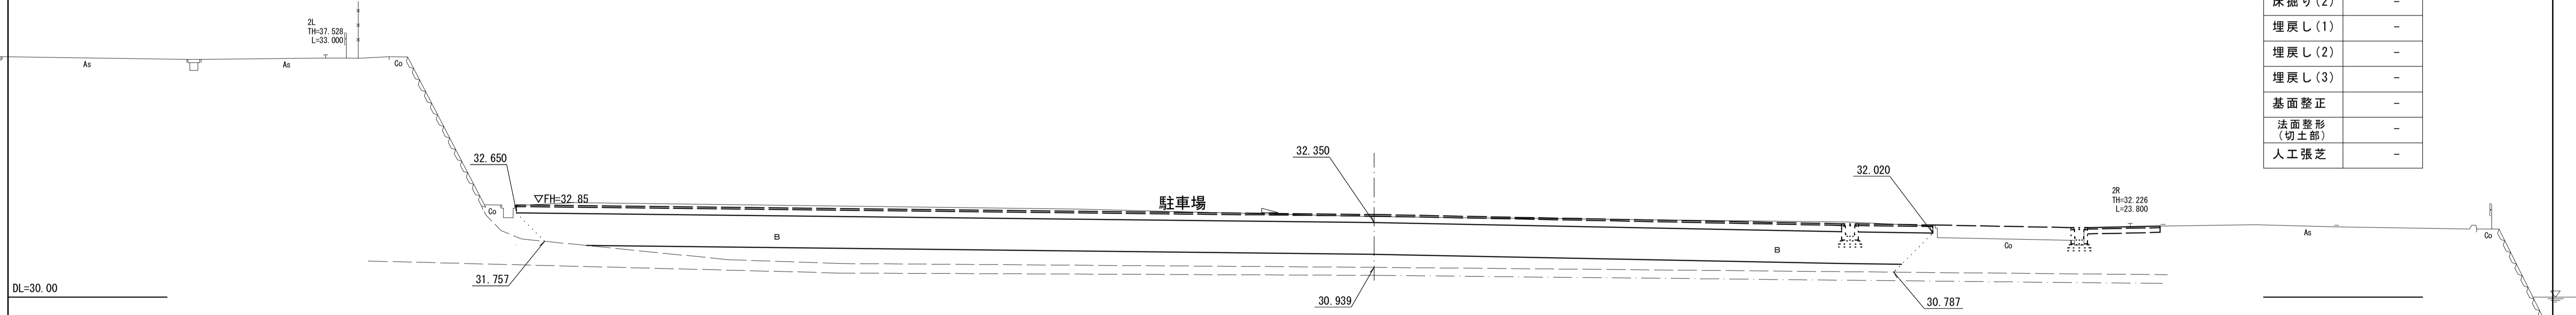 2L
TH=37.528
L=33.000
As
As
Co
32.650
▽FH=32.85
Co
B
駐車場
32.350
32.020
B
2R
TH=32.226
L=23.800
Co
As
Co
31.757
30.939
30.787
DL=30.00
床掘り(2) -
埋戻し(1) -
埋戻し(2) -
埋戻し(3) -
基面整正 -
法面整形
(切土部) -
人工張芝 -